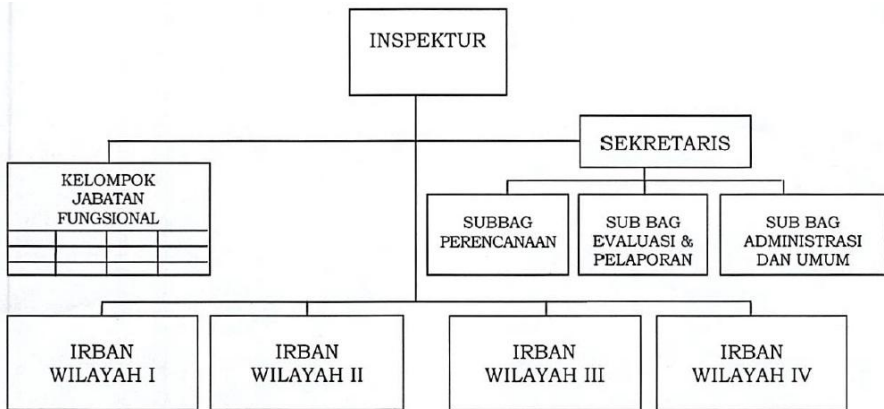 INSPEKTUR
SEKRETARIS
KELOMPOK
JABATAN
FUNGSIONAL
SUBBAG
PERENCANAAN
SUB BAG
EVALUASI &
PELAPORAN
SUB BAG
ADMINISTRASI
DAN UMUM
IRBAN
WILAYAH I
IRBAN
WILAYAH II
IRBAN
WILAYAH III
IRBAN
WILAYAH IV